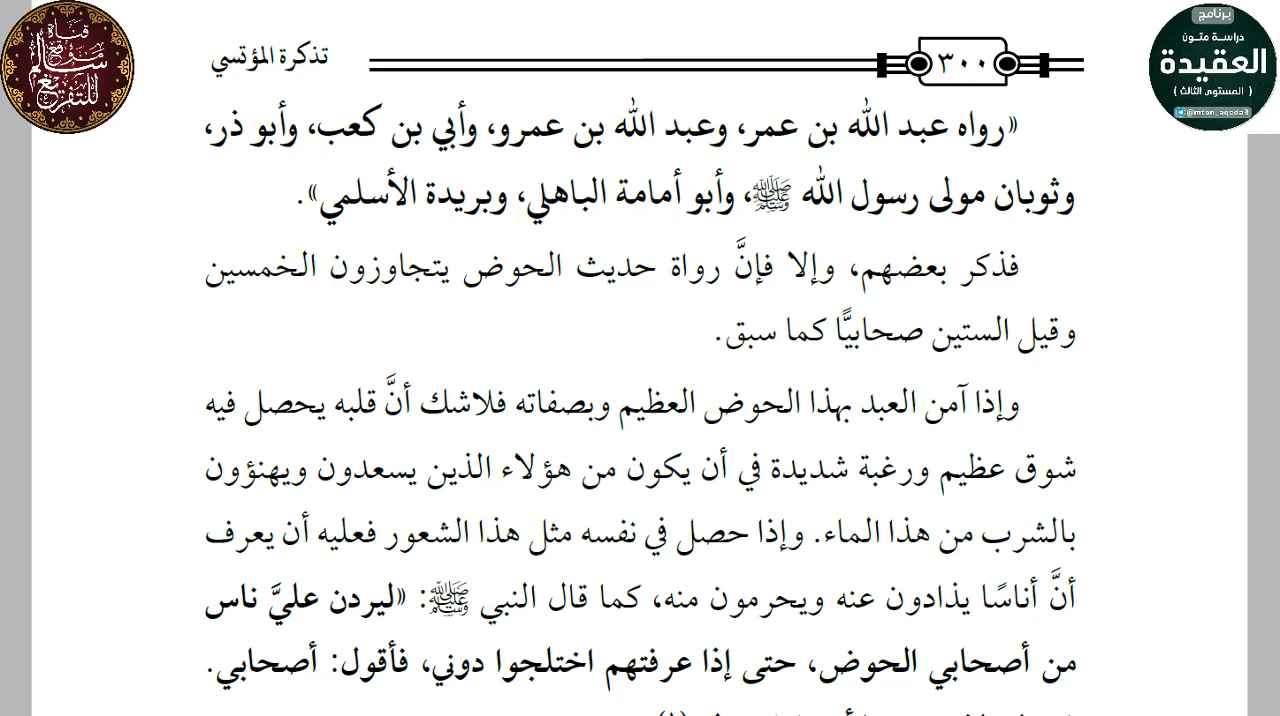 قناة
متوقع
سالم
للتفريغ
تذكرة المؤتسي
٣٠٠
برنامج
دراسة متون
العقيدة
( المستوى الثالث )
@mton_aqeda3
«رواه عبد الله بن عمر، وعبد الله بن عمرو، وأبي بن كعب، وأبو ذر،
وثوبان مولى رسول الله ﷺ، وأبو أمامة الباهلي، وبريدة الأسلمي».
فذكر بعضهم، وإلا فإنَّ رواة حديث الحوض يتجاوزون الخمسين
وقيل الستين صحابيًّا كما سبق.
وإذا آمن العبد بهذا الحوض العظيم وبصفاته فلاشك أنَّ قلبه يحصل فيه
شوق عظيم ورغبة شديدة في أن يكون من هؤلاء الذين يسعدون ويهنؤون
بالشرب من هذا الماء. وإذا حصل في نفسه مثل هذا الشعور فعليه أن يعرف
أنَّ أناسًا يذادون عنه ويحرمون منه، كما قال النبي ﷺ: «ليردن عليَّ ناس
من أصحابي الحوض، حتى إذا عرفتهم اختلجوا دوني، فأقول: أصحابي.